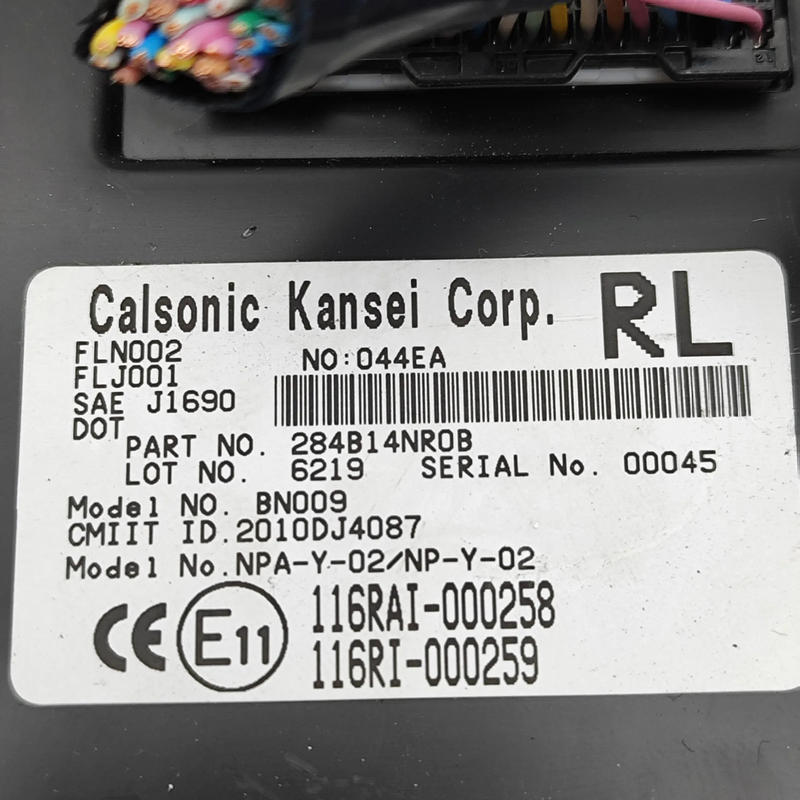 Calsonic Kansei Corp. RL
FLN002
FLJ001
NO:044EA
SAE J1690
DOT
PART NO. 284B14NR0B
LOT NO. 6219 SERIAL No. 00045
Model NO. BN009
CMIIT ID.2010DJ4087
Model No.NPA-Y-02/NP-Y-02
CE E11 116RAI-000258
116RI-000259